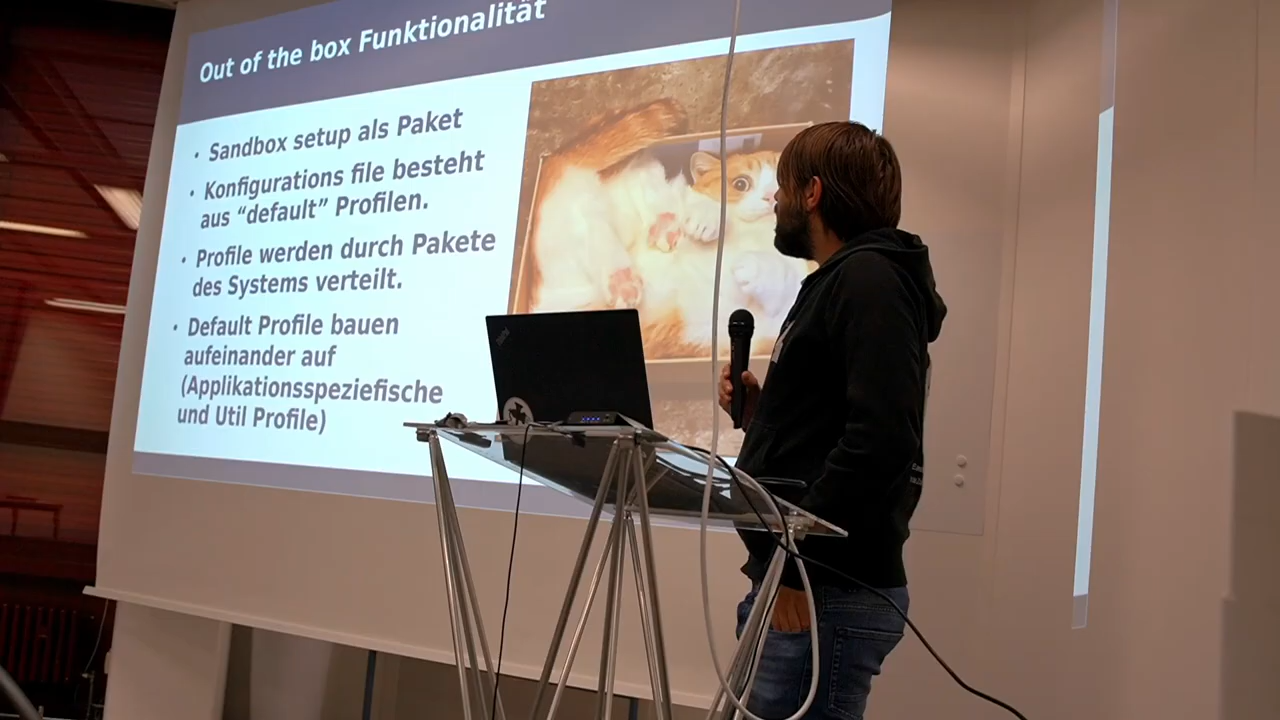 Out of the box Funktionalität
• Sandbox setup als Paket
• Konfigurations file besteht
aus “default” Profilen.
• Profile werden durch Pakete
des Systems verteilt.
• Default Profile bauen
aufeinander auf
(Applikationsspeziefische
und Util Profile)